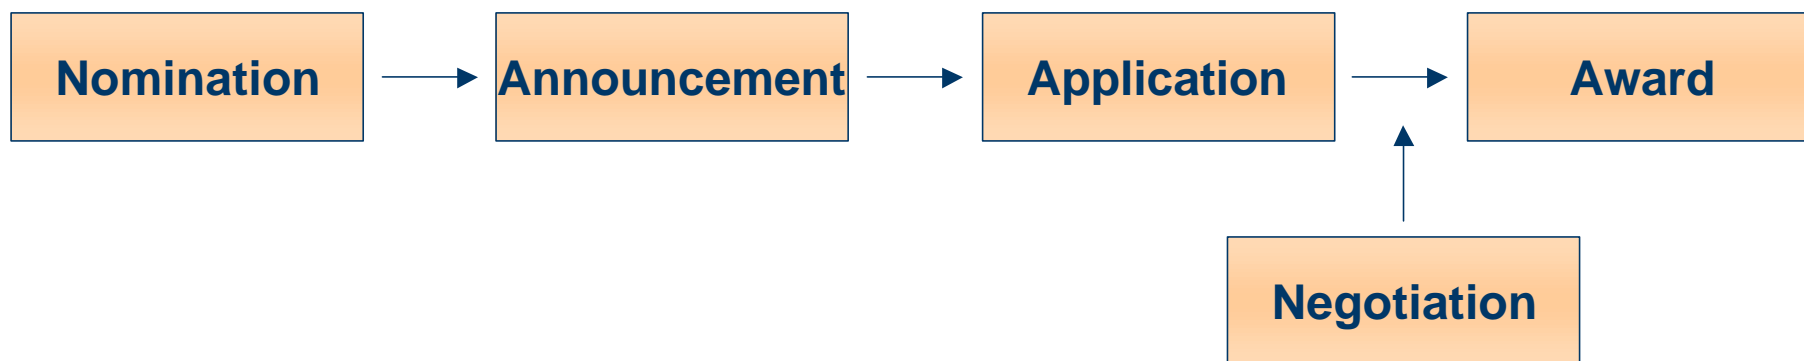 Nomination
Announcement
Application
Award
Negotiation